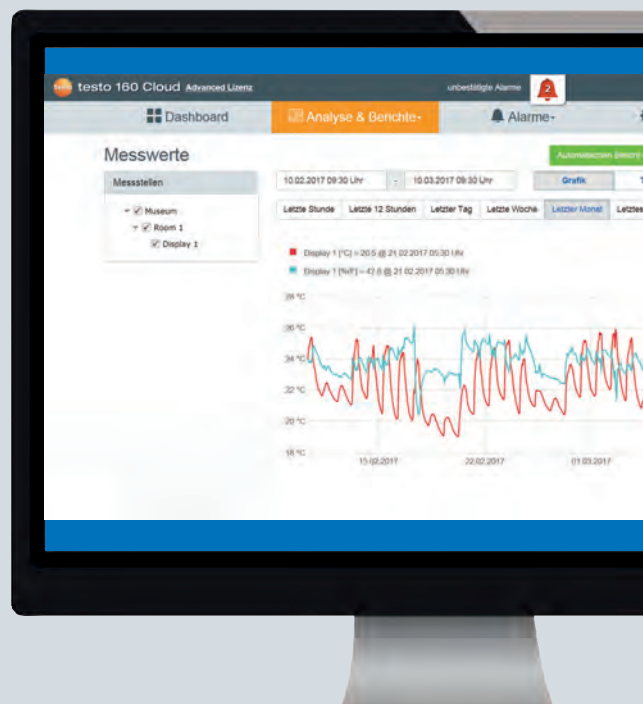 testo
testo 160 Cloud Advanced Lizenz
unbestätigte Alarme
2
Dashboard
Analyse & Berichte
Alarme
Messwerte
Automatischen Bericht
Messstellen
Museum
Room 1
Display 1
10.02.2017 09:30 Uhr - 10.03.2017 09:30 Uhr
Grafik
T
Letzte Stunde Letzte 12 Stunden Letzter Tag Letzte Woche Letzter Monat Letztes
Display 1 [°C] = 20.5 @ 21.02.2017 05:30 Uhr
Display 1 [%rF] = 42.6 @ 21.02.2017 05:30 Uhr
28 °C
22 °C
20 °C
18 °C
15.02.2017
22.02.2017
01.03.2017